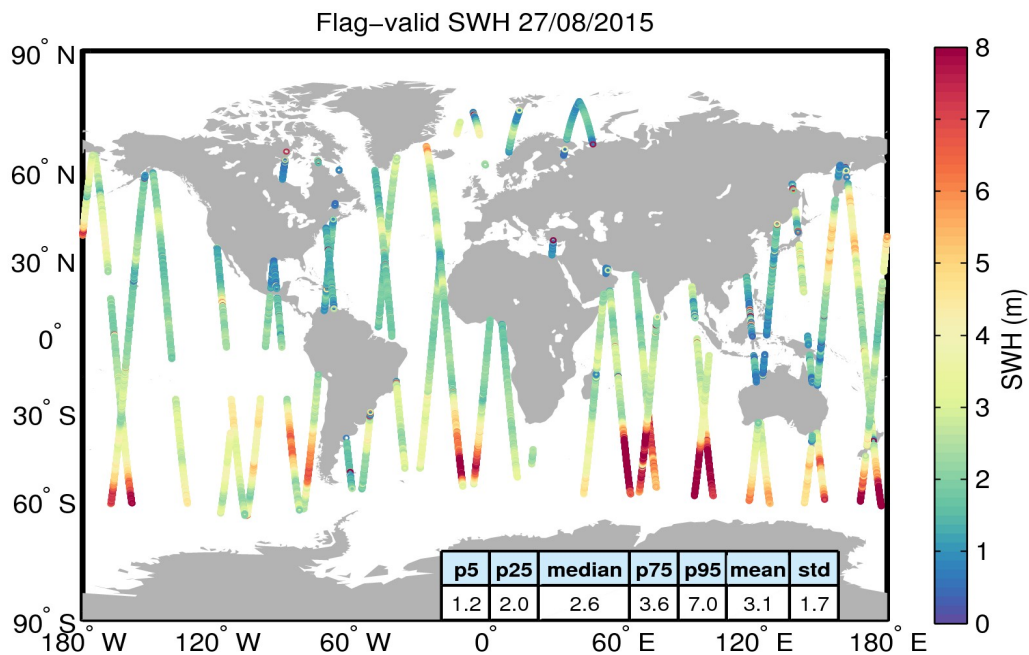 Flag−valid SWH 27/08/2015
90° N
60° N
30° N
0°
30° S
60° S
90° S
180° W
120° W
60° W
0°
60° E
120° E
180° E
p5 p25 median p75 p95 mean std
1.2 2.0 2.6 3.6 7.0 3.1 1.7
8
7
6
5
4
3
2
1
0
SWH (m)